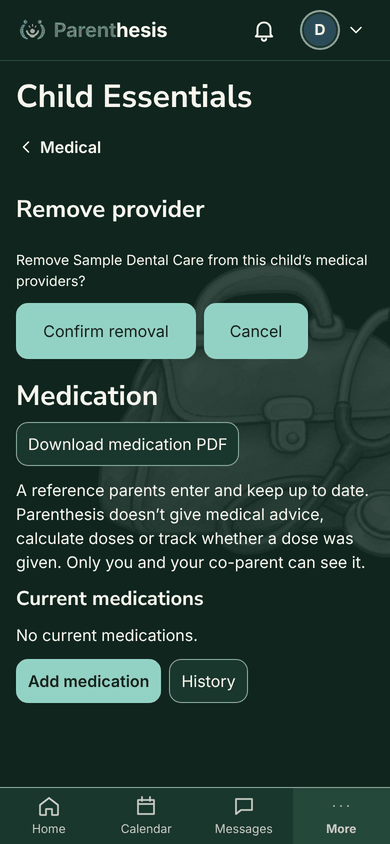 Parenthesis
D
Child Essentials
Medical
Remove provider
Remove Sample Dental Care from this child’s medical
providers?
Confirm removal
Cancel
Medication
Download medication PDF
A reference parents enter and keep up to date.
Parenthesis doesn’t give medical advice,
calculate doses or track whether a dose was
given. Only you and your co-parent can see it.
Current medications
No current medications.
Add medication
History
Home
Calendar
Messages
More